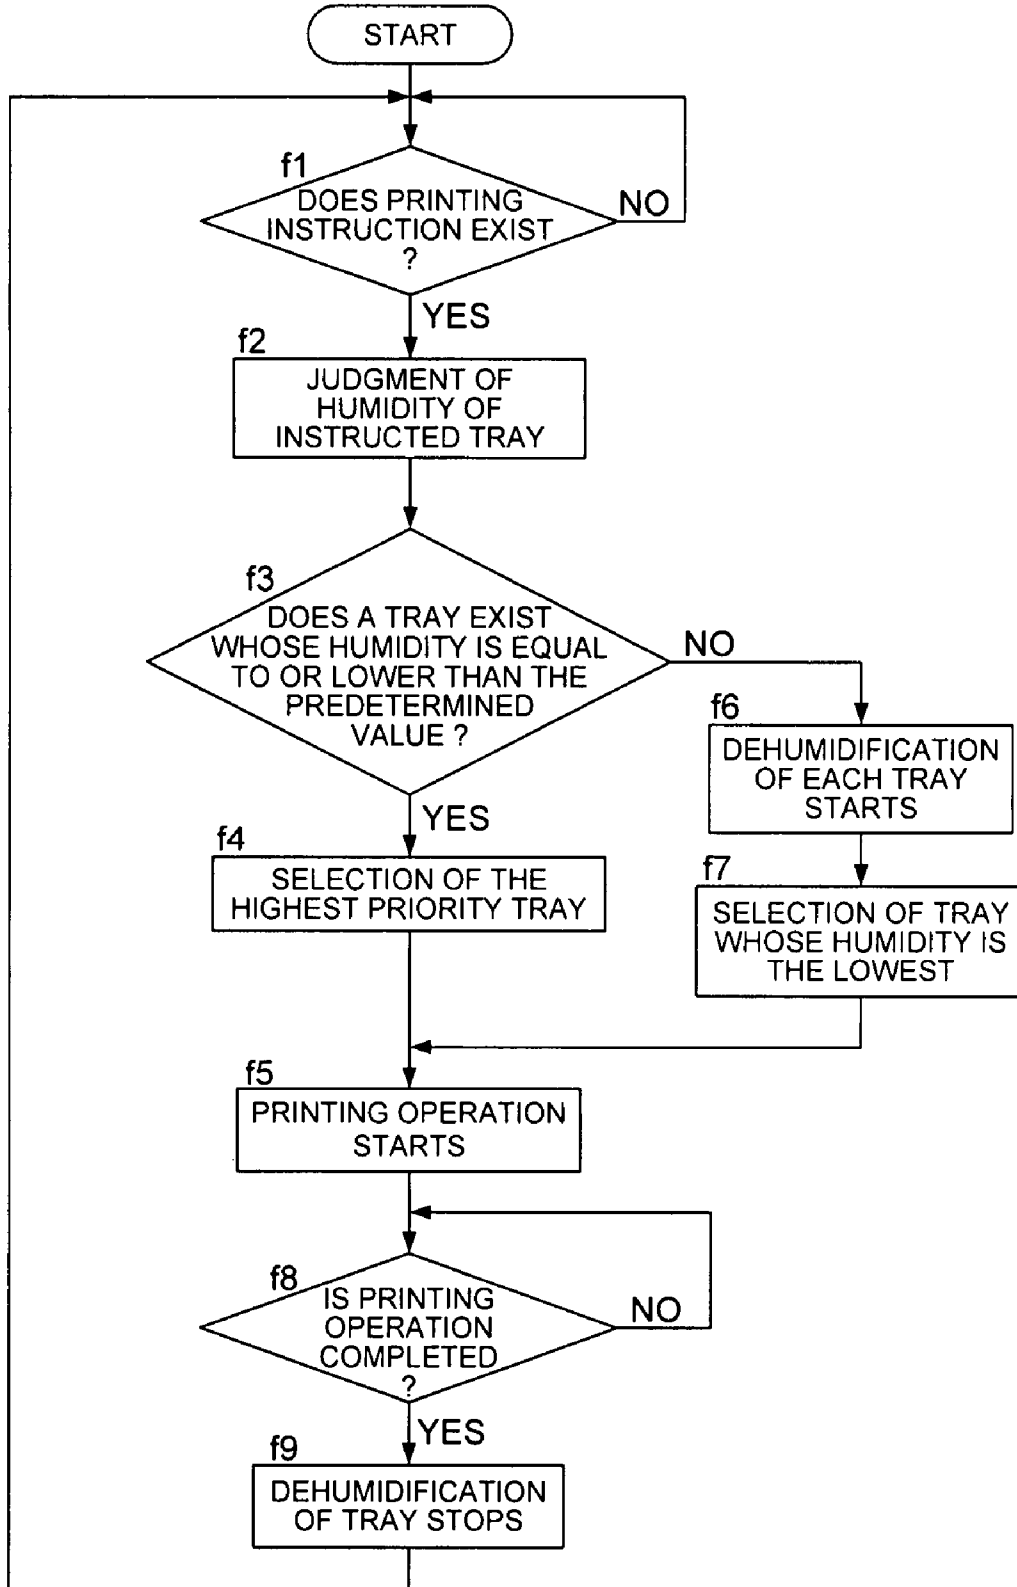 START
f1
DOES PRINTING
INSTRUCTION EXIST
?
NO
YES
f2
JUDGMENT OF
HUMIDITY OF
INSTRUCTED TRAY
f3
DOES A TRAY EXIST
WHOSE HUMIDITY IS EQUAL
TO OR LOWER THAN THE
PREDETERMINED
VALUE ?
NO
YES
f6
DEHUMIDIFICATION
OF EACH TRAY
STARTS
f4
SELECTION OF THE
HIGHEST PRIORITY TRAY
f7
SELECTION OF TRAY
WHOSE HUMIDITY IS
THE LOWEST
f5
PRINTING OPERATION
STARTS
f8
IS PRINTING
OPERATION
COMPLETED
?
NO
YES
f9
DEHUMIDIFICATION
OF TRAY STOPS